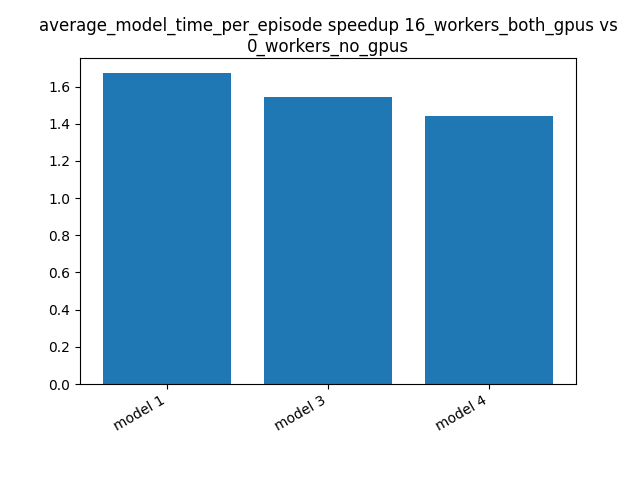 average_model_time_per_episode speedup 16_workers_both_gpus vs
0_workers_no_gpus
1.6
1.4
1.2
1.0
0.8
0.6
0.4
0.2
0.0
model 1
model 3
model 4